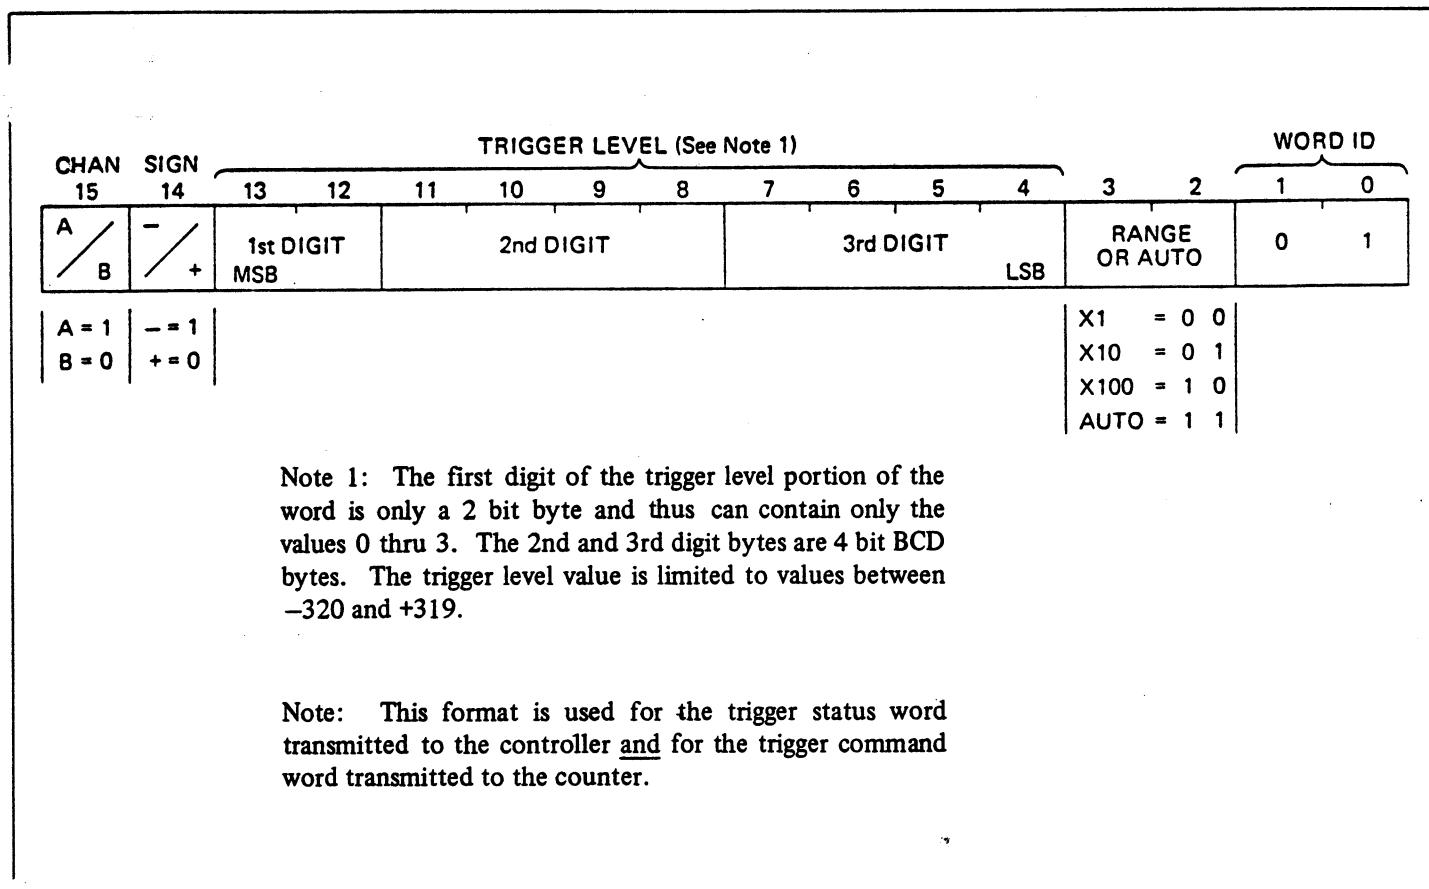 TRIGGER LEVEL (See Note 1)
WORD ID
CHAN SIGN
15 14 13 12 11 10 9 8 7 6 5 4 3 2 1 0
A / B
− / +
1st DIGIT
MSB
2nd DIGIT
3rd DIGIT
LSB
RANGE
OR AUTO
0 1
A = 1
B = 0
− = 1
+ = 0
X1 = 0 0
X10 = 0 1
X100 = 1 0
AUTO = 1 1
Note 1: The first digit of the trigger level portion of the
word is only a 2 bit byte and thus can contain only the
values 0 thru 3. The 2nd and 3rd digit bytes are 4 bit BCD
bytes. The trigger level value is limited to values between
−320 and +319.
Note: This format is used for the trigger status word
transmitted to the controller and for the trigger command
word transmitted to the counter.